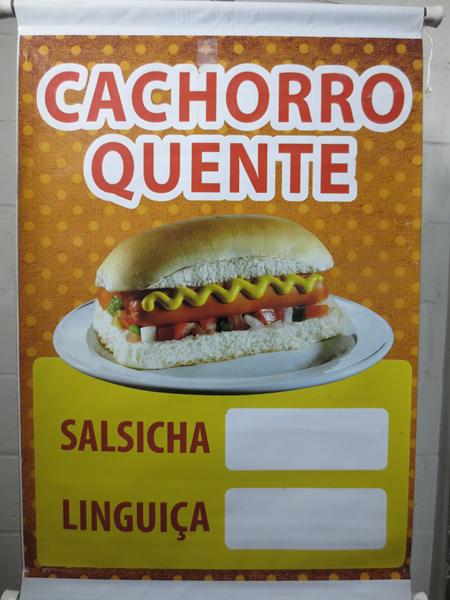 CACHORRO
QUENTE
SALSICHA
LINGUIÇA